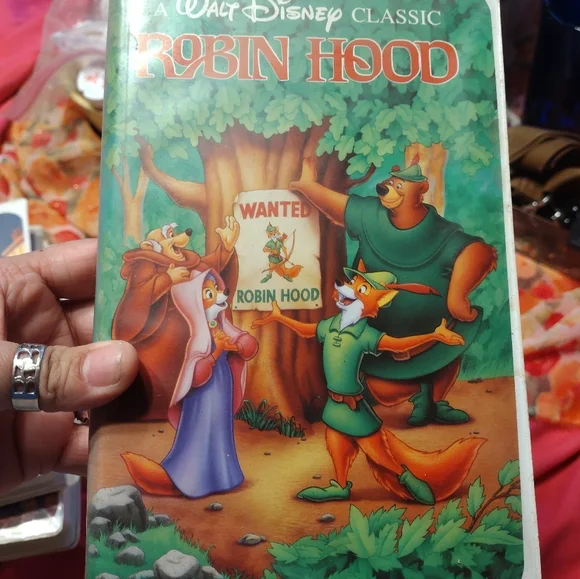 A WALT DISNEY CLASSIC
ROBIN HOOD
WANTED
ROBIN HOOD